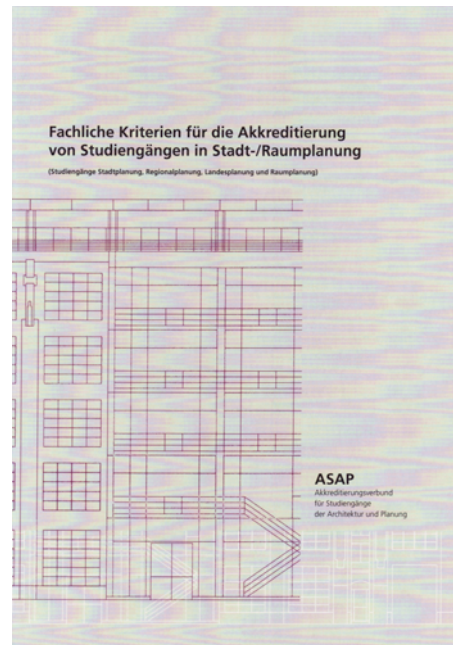 Fachliche Kriterien für die Akkreditierung
von Studiengängen in Stadt-/Raumplanung
(Studiengänge Stadtplanung, Regionalplanung, Landesplanung und Raumplanung)
ASAP
Akkreditierungsverbund
für Studiengänge
der Architektur und Planung